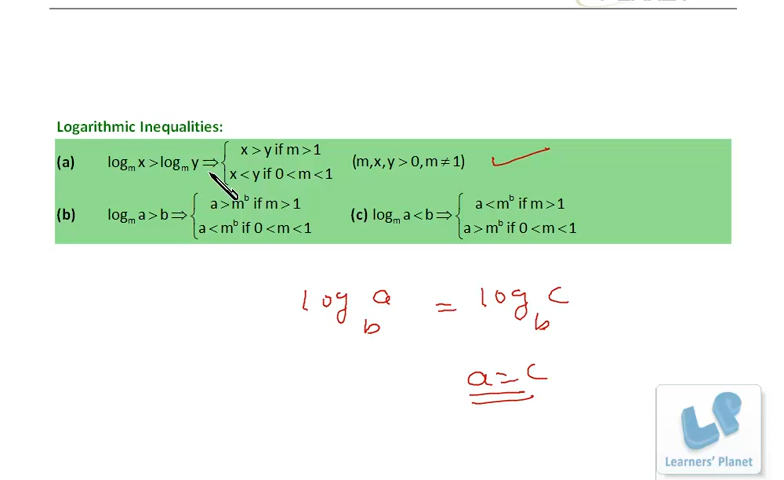 Logarithmic Inequalities:
(a) logₘ x > logₘ y ⇒ { x > y if m > 1
x < y if 0 < m < 1 (m, x, y > 0, m ≠ 1)
(b) logₘ a > b ⇒ { a > mᵇ if m > 1
a < mᵇ if 0 < m < 1
(c) logₘ a < b ⇒ { a < mᵇ if m > 1
a > mᵇ if 0 < m < 1
log_b a = log_b c
a = c
LP
Learners' Planet